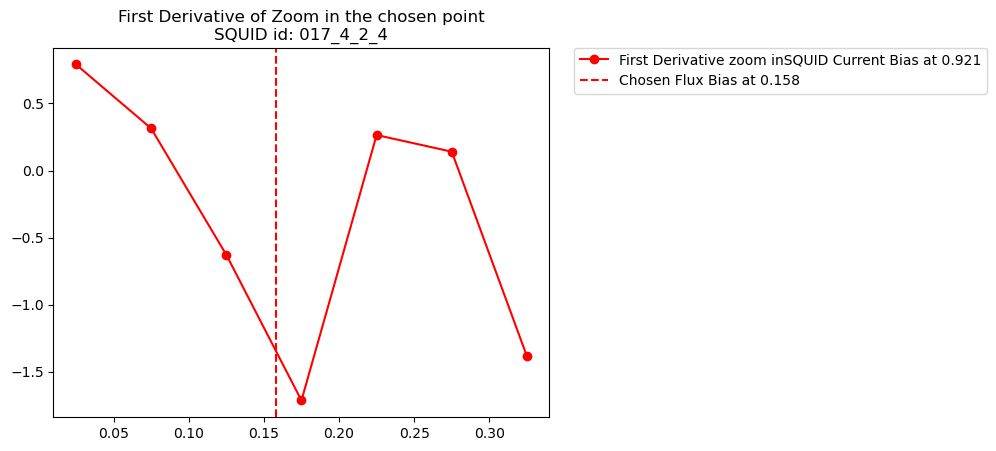 First Derivative of Zoom in the chosen point
SQUID id: 017_4_2_4
First Derivative zoom inSQUID Current Bias at 0.921
Chosen Flux Bias at 0.158
0.5
0.0
−0.5
−1.0
−1.5
0.05 0.10 0.15 0.20 0.25 0.30